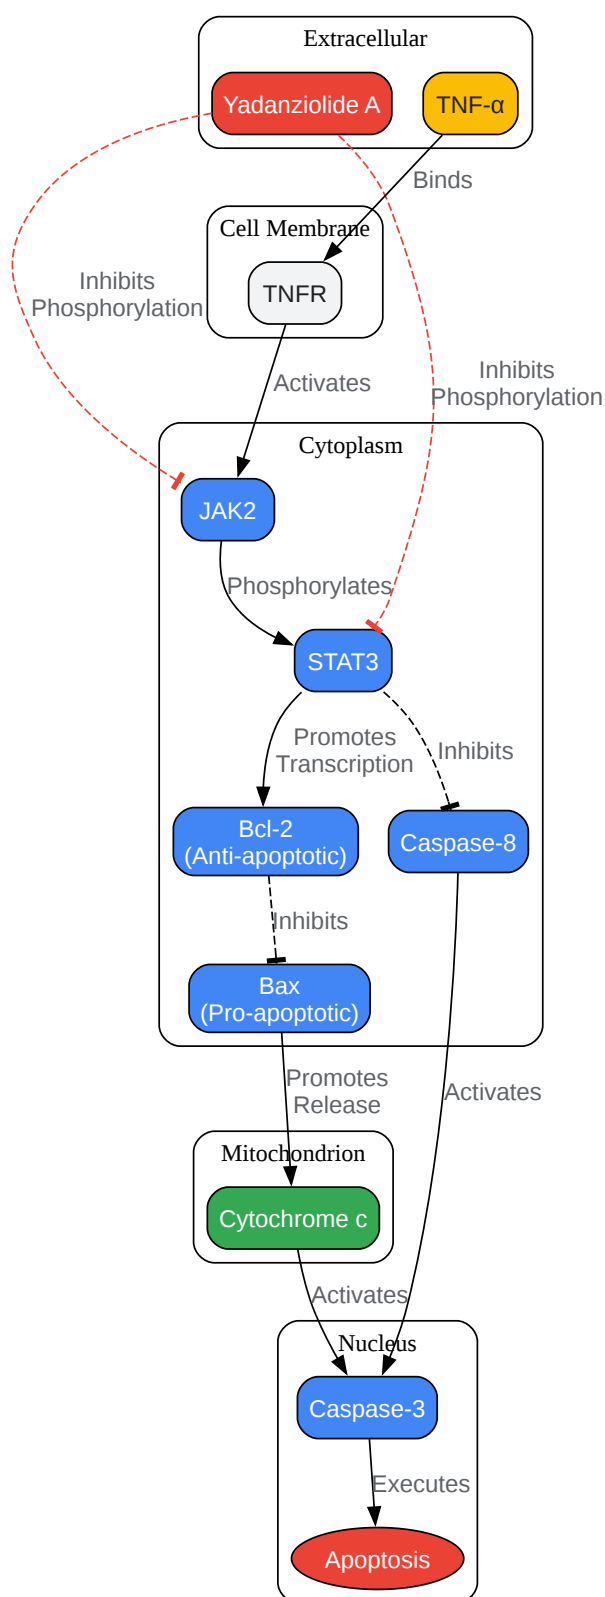 Extracellular
Yadanziolide A
TNF-α
Binds
Cell Membrane
TNFR
Inhibits
Phosphorylation
Activates
Inhibits
Phosphorylation
Cytoplasm
JAK2
Phosphorylates
STAT3
Promotes
Transcription
Inhibits
Bcl-2
(Anti-apoptotic)
Caspase-8
Inhibits
Bax
(Pro-apoptotic)
Promotes
Release
Activates
Mitochondrion
Cytochrome c
Activates
Nucleus
Caspase-3
Executes
Apoptosis